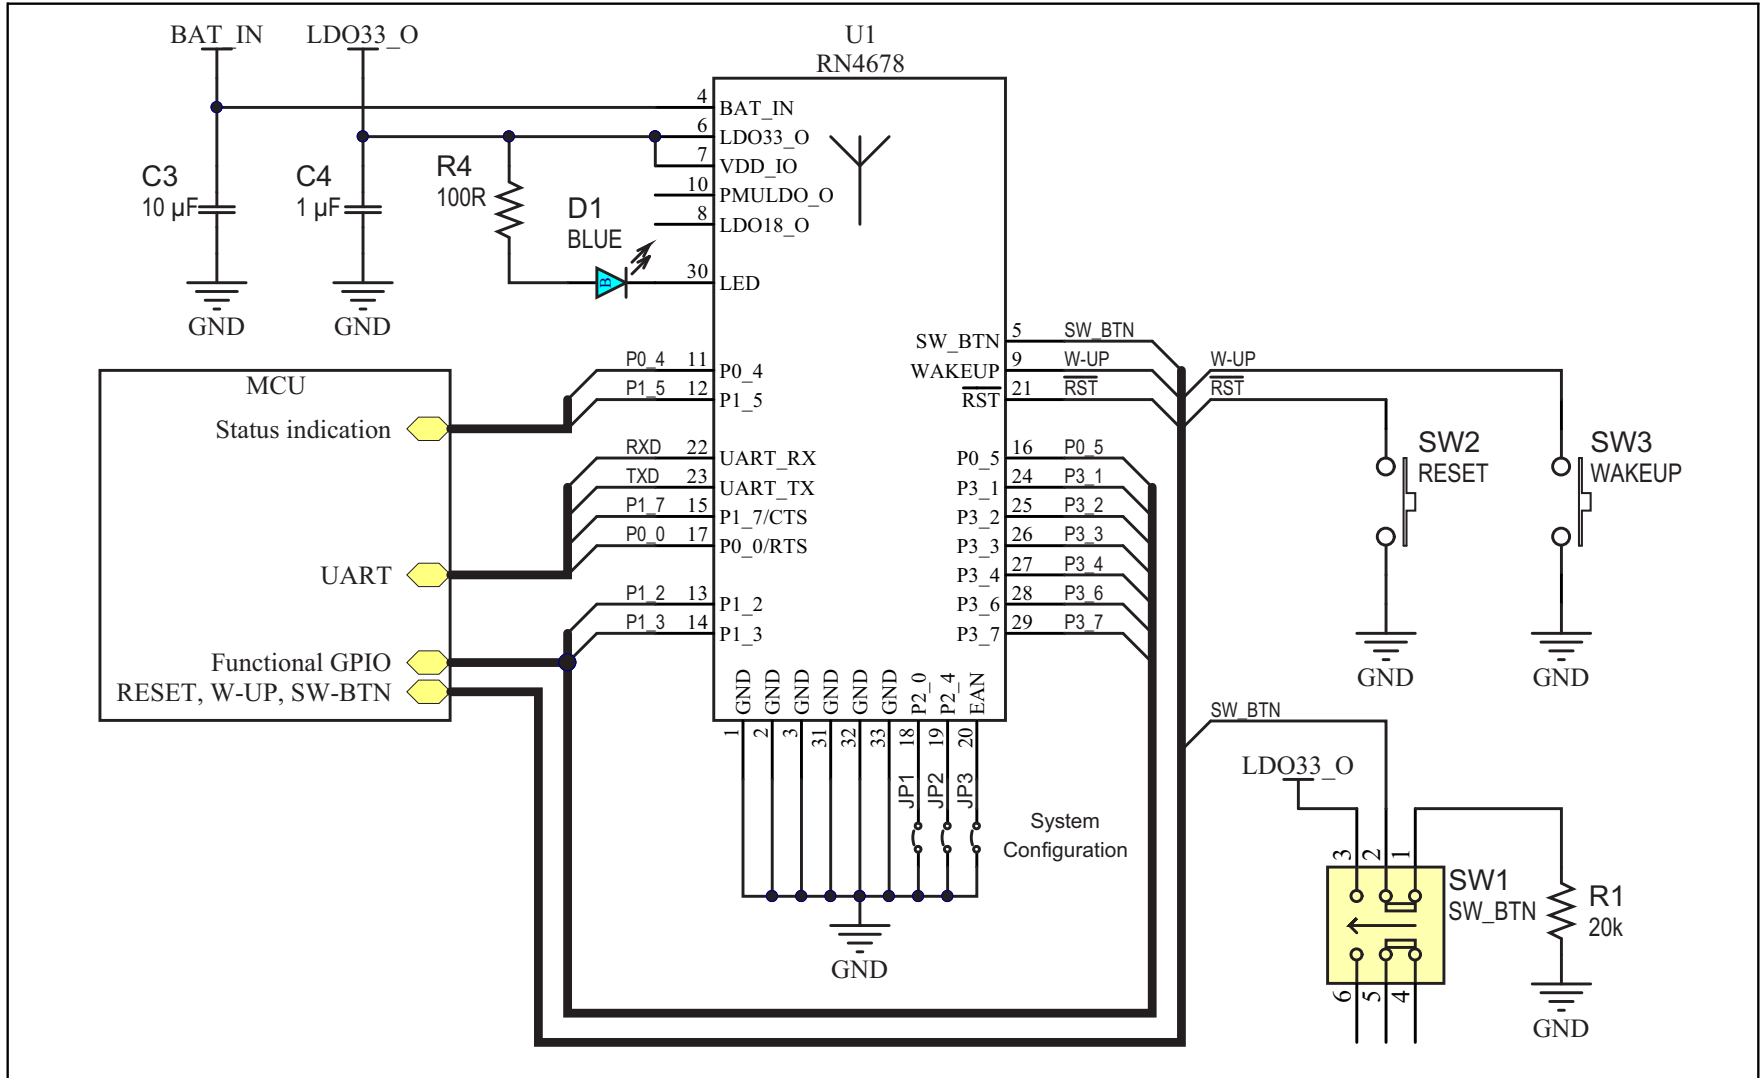 BAT_IN
LDO33_O
U1
RN4678
4
BAT_IN
6
LDO33_O
7
VDD_IO
10
PMULDO_O
8
LDO18_O
30
LED
C3
10 µF
GND
C4
1 µF
GND
R4
100R
D1
BLUE
B
MCU
Status indication
UART
Functional GPIO
RESET, W-UP, SW-BTN
P0_4
11
P0_4
P1_5
12
P1_5
RXD
22
UART_RX
TXD
23
UART_TX
P1_7
15
P1_7/CTS
P0_0
17
P0_0/RTS
P1_2
13
P1_2
P1_3
14
P1_3
SW_BTN
5
SW_BTN
WAKEUP
9
W-UP
RST
21
RST
P0_5
16
P0_5
P3_1
24
P3_1
P3_2
25
P3_2
P3_3
26
P3_3
P3_4
27
P3_4
P3_6
28
P3_6
P3_7
29
P3_7
GND
GND
GND
GND
GND
GND
P2_0
P2_4
EAN
1
2
3
31
32
33
18
19
20
JP1
JP2
JP3
System
Configuration
GND
W-UP
RST
SW2
RESET
GND
SW3
WAKEUP
GND
SW_BTN
LDO33_O
3
2
1
SW1
SW_BTN
6
5
4
R1
20k
GND